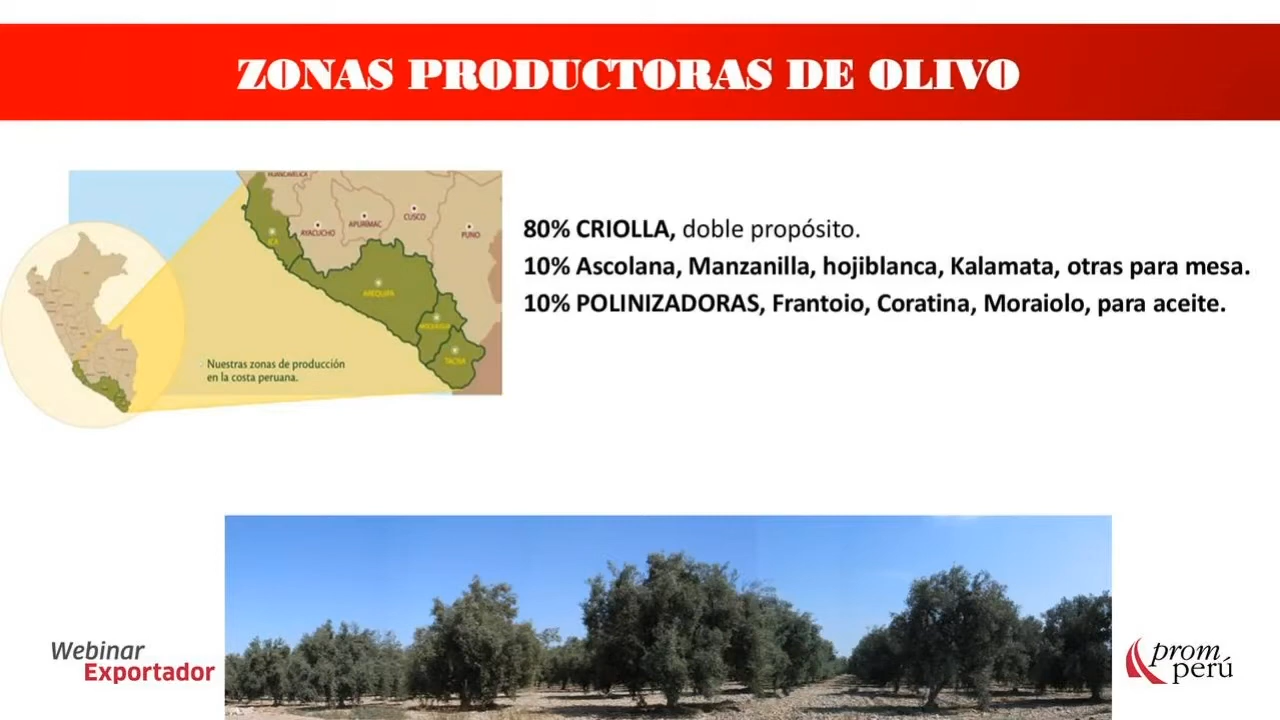 ZONAS PRODUCTORAS DE OLIVO
HUANCAVELICA
CUSCO
APURIMAC
AYACUCHO
PUNO
ICA
AREQUIPA
MOQUEGUA
TACNA
Nuestras zonas de producción
en la costa peruana.
80% CRIOLLA, doble propósito.
10% Ascolana, Manzanilla, hojiblanca, Kalamata, otras para mesa.
10% POLINIZADORAS, Frantoio, Coratina, Moraiolo, para aceite.
Webinar
Exportador
prom
perú